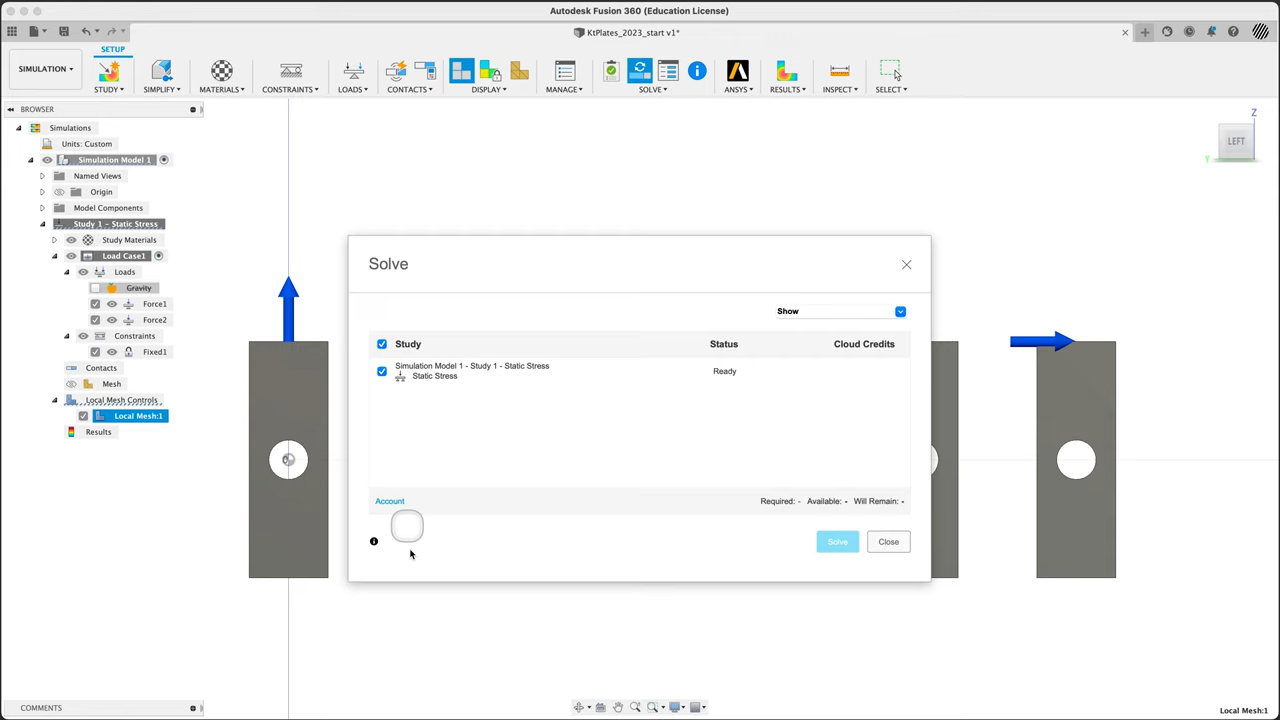 Autodesk Fusion 360 (Education License)
KtPlates_2023_start v1*
SETUP
SIMULATION
STUDY
SIMPLIFY
MATERIALS
CONSTRAINTS
LOADS
CONTACTS
DISPLAY
MANAGE
SOLVE
ANSYS
RESULTS
INSPECT
SELECT
BROWSER
Simulations
Units: Custom
Simulation Model 1
Named Views
Origin
Model Components
Study 1 - Static Stress
Study Materials
Load Case1
Loads
Gravity
Force1
Force2
Constraints
Fixed1
Contacts
Mesh
Local Mesh Controls
Local Mesh:1
Results
Z
LEFT
Y
Solve
Show
Study Status Cloud Credits
Simulation Model 1 - Study 1 - Static Stress
Static Stress
Ready
Account
Required: - Available: - Will Remain: -
Solve Close
COMMENTS
Local Mesh:1